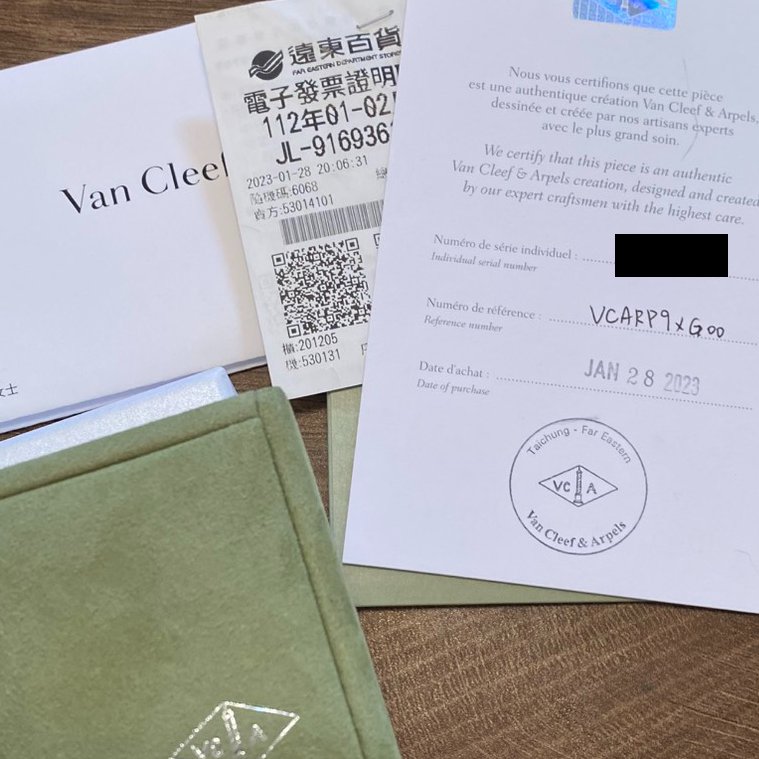 Van Cleef
女士
遠東百貨
FAR EASTERN DEPARTMENT STORES
電子發票證明
112年01-02
JL-916936
2023-01-28 20:06:31
隨機碼:6068
賣方:53014101
櫃:201205
機:530131
Nous vous certifions que cette pièce
est une authentique création Van Cleef & Arpels,
dessinée et créée par nos artisans experts
avec le plus grand soin.
We certify that this piece is an authentic
Van Cleef & Arpels creation, designed and created
by our expert craftsmen with the highest care.
Numéro de série individuel :
Individual serial number
Numéro de référence : VCARP9XG00
Reference number
Date d'achat : JAN 28 2023
Date of purchase
Taichung - Far Eastern
VC A
Van Cleef & Arpels
VC A